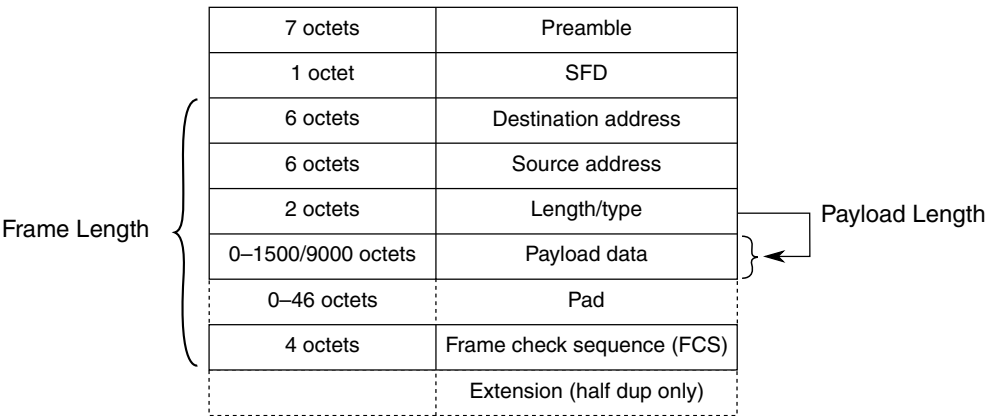 7 octets Preamble
1 octet SFD
6 octets Destination address
6 octets Source address
2 octets Length/type
Payload Length
Frame Length
0–1500/9000 octets Payload data
0–46 octets Pad
4 octets Frame check sequence (FCS)
Extension (half dup only)